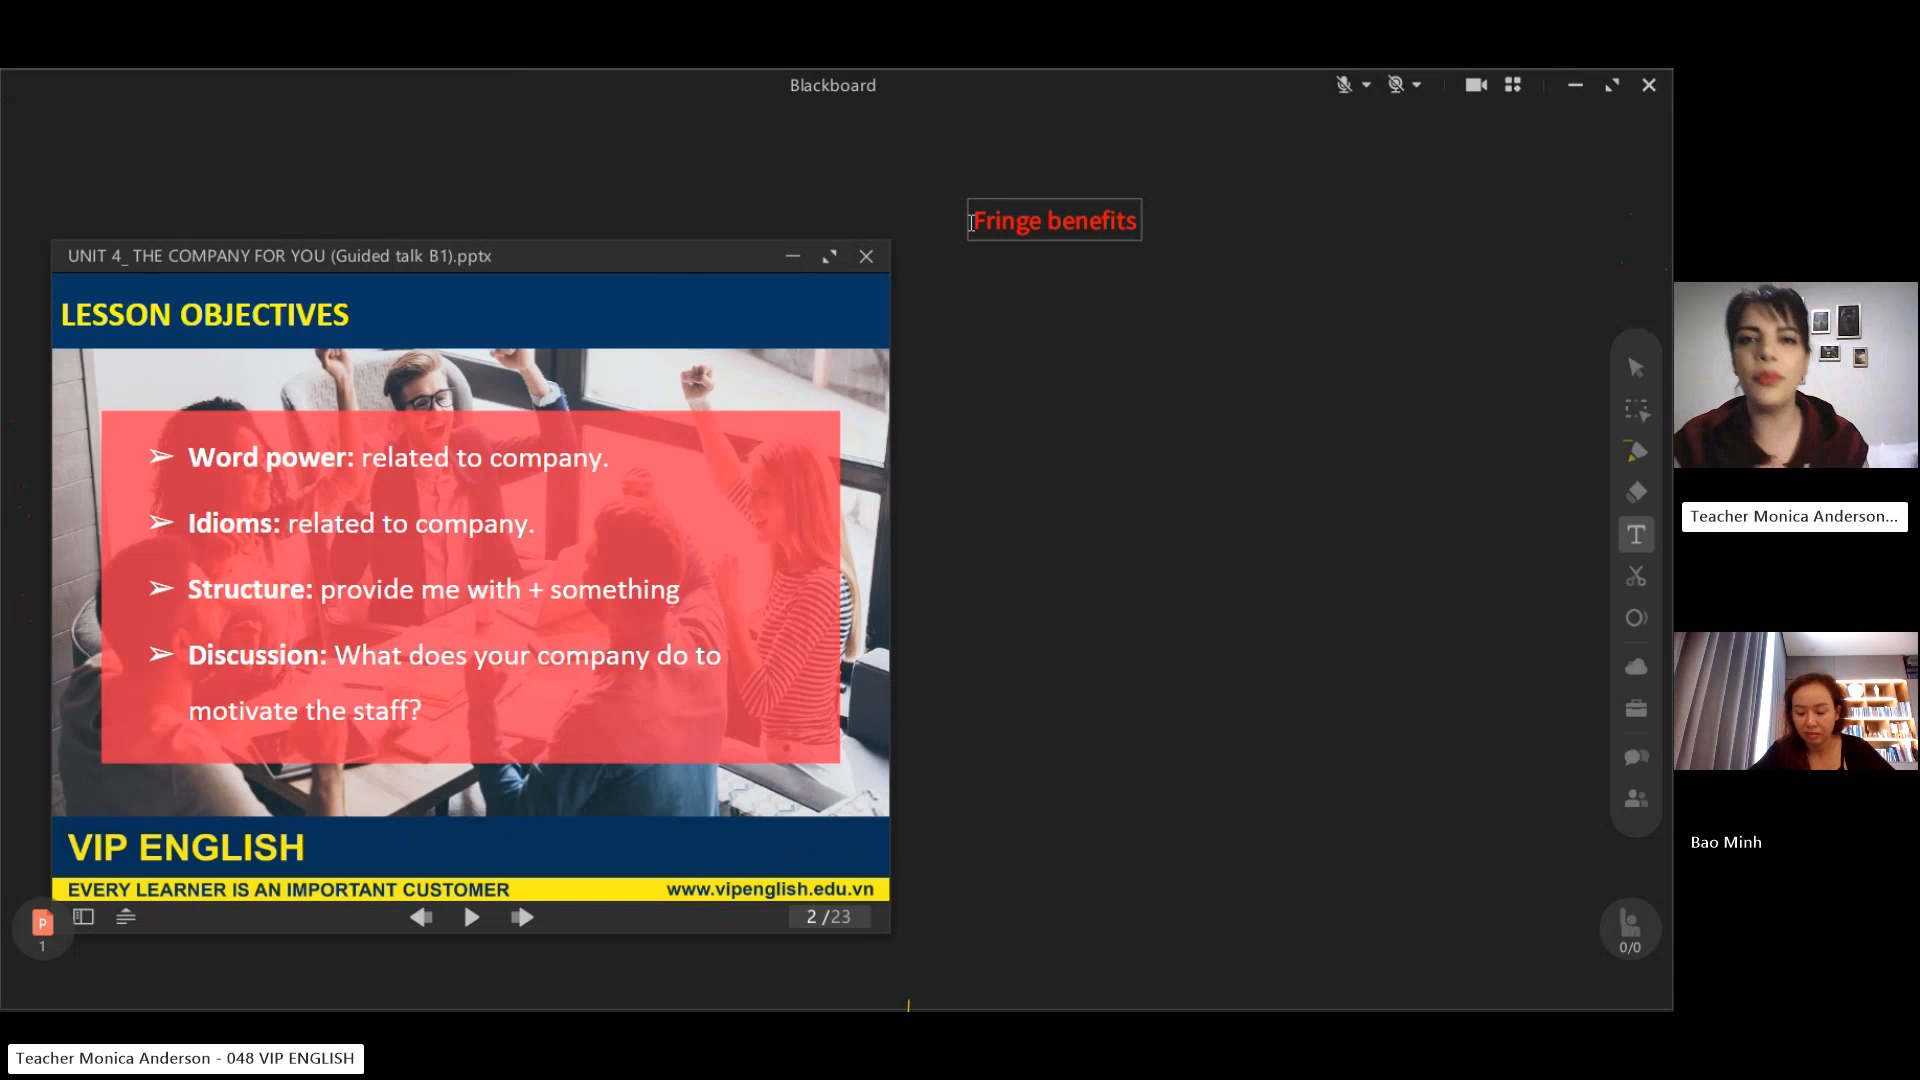 Blackboard
Fringe benefits
UNIT 4_ THE COMPANY FOR YOU (Guided talk B1).pptx
LESSON OBJECTIVES
➢ Word power: related to company.
➢ Idioms: related to company.
➢ Structure: provide me with + something
➢ Discussion: What does your company do to
motivate the staff?
VIP ENGLISH
EVERY LEARNER IS AN IMPORTANT CUSTOMER
www.vipenglish.edu.vn
P
1
2 /23
T
0/0
Teacher Monica Anderson...
Bao Minh
Teacher Monica Anderson - 048 VIP ENGLISH